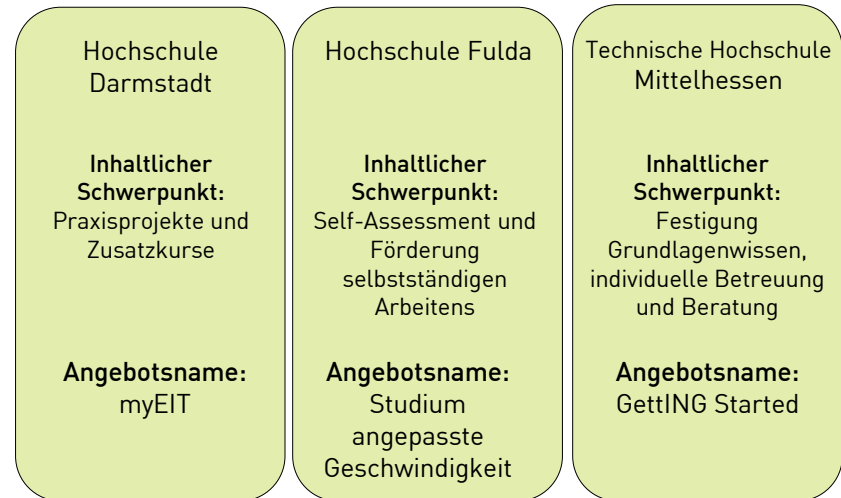 Hochschule
Darmstadt
Inhaltlicher
Schwerpunkt:
Praxisprojekte und
Zusatzkurse
Angebotsname:
myEIT
Hochschule Fulda
Inhaltlicher
Schwerpunkt:
Self-Assessment und
Förderung
selbstständigen
Arbeitens
Angebotsname:
Studium
angepasste
Geschwindigkeit
Technische Hochschule
Mittelhessen
Inhaltlicher
Schwerpunkt:
Festigung
Grundlagenwissen,
individuelle Betreuung
und Beratung
Angebotsname:
GettING Started